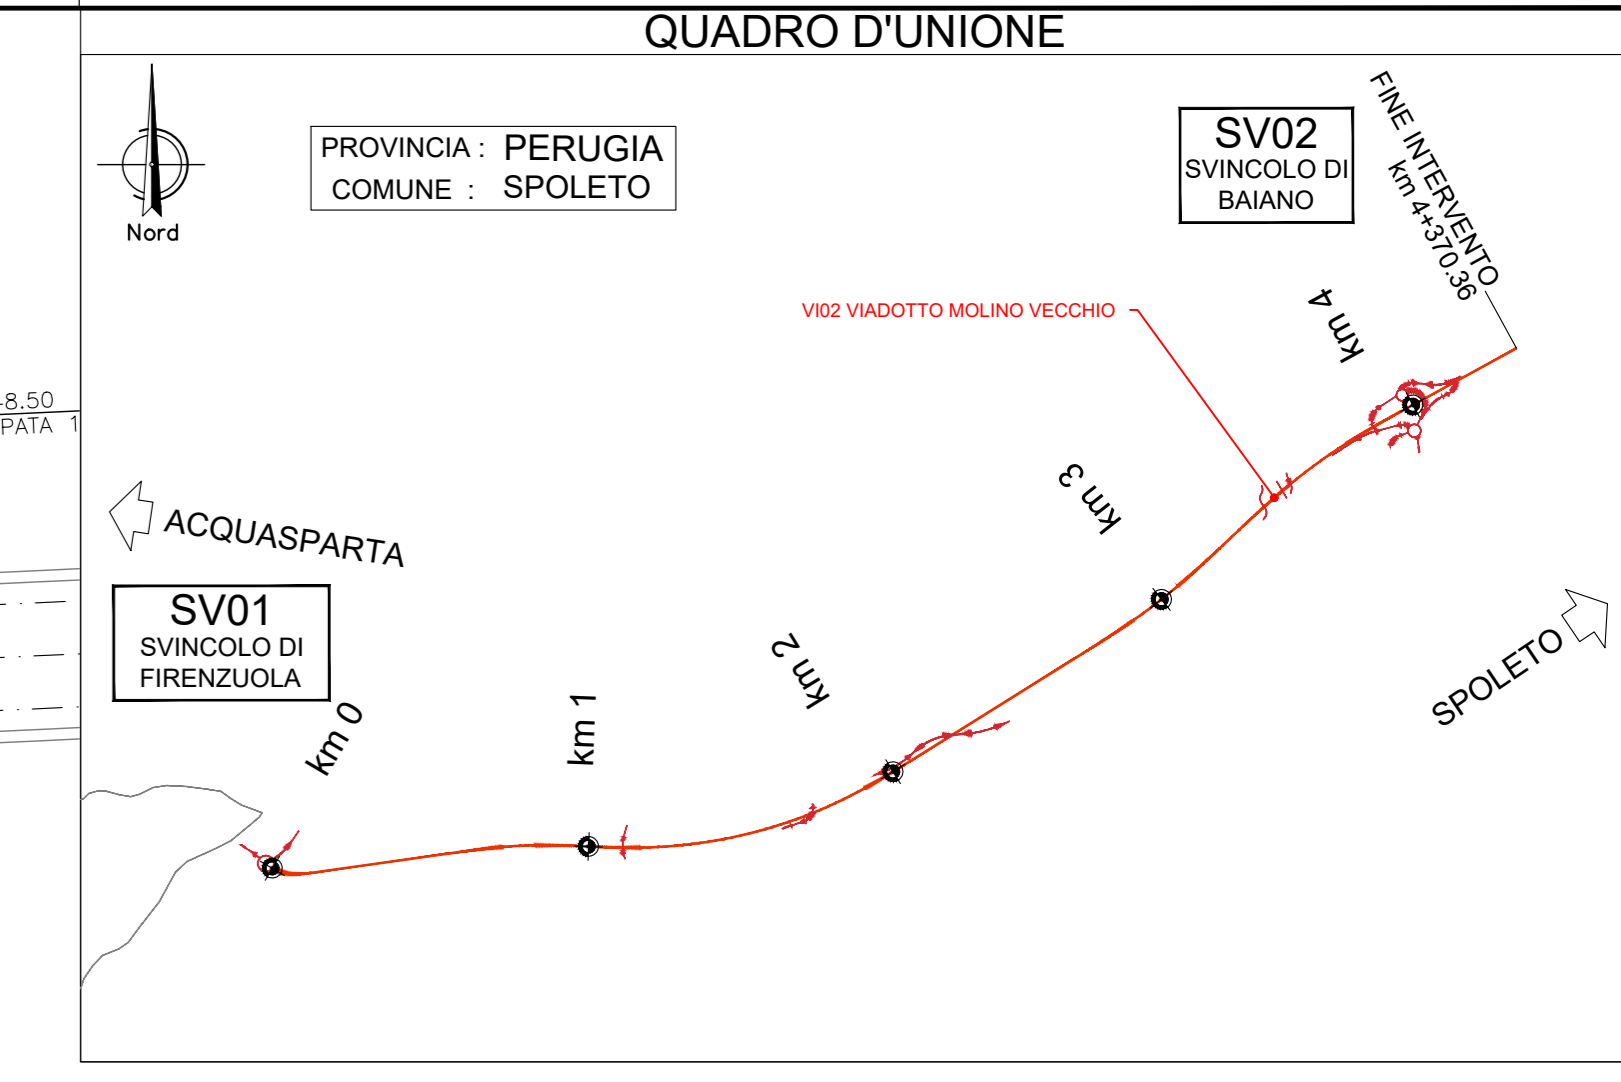 QUADRO D'UNIONE
Nord
PROVINCIA : PERUGIA
COMUNE : SPOLETO
SV02
SVINCOLO DI
BAIANO
FINE INTERVENTO
km 4+370.36
VI02 VIADOTTO MOLINO VECCHIO
km 4
km 3
8.50
PATA 1
ACQUASPARTA
SV01
SVINCOLO DI
FIRENZUOLA
km 2
SPOLETO
km 1
km 0